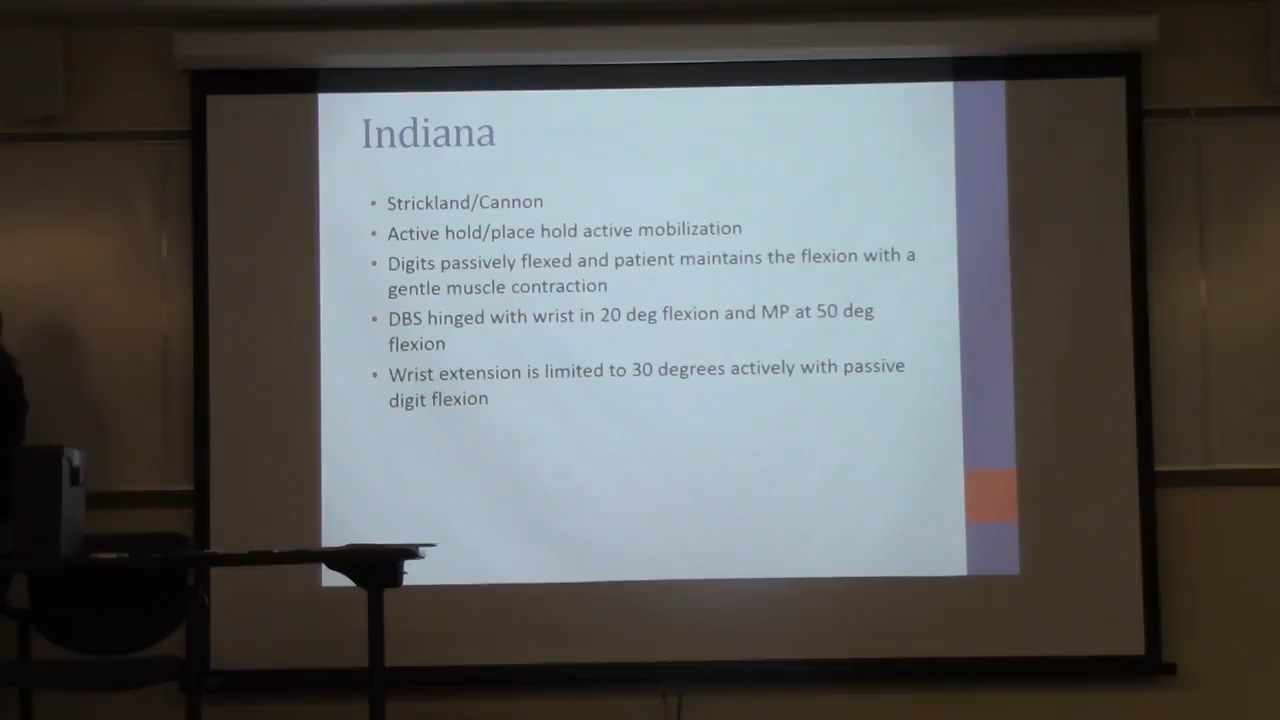 Indiana
• Strickland/Cannon
• Active hold/place hold active mobilization
• Digits passively flexed and patient maintains the flexion with a
gentle muscle contraction
• DBS hinged with wrist in 20 deg flexion and MP at 50 deg
flexion
• Wrist extension is limited to 30 degrees actively with passive
digit flexion